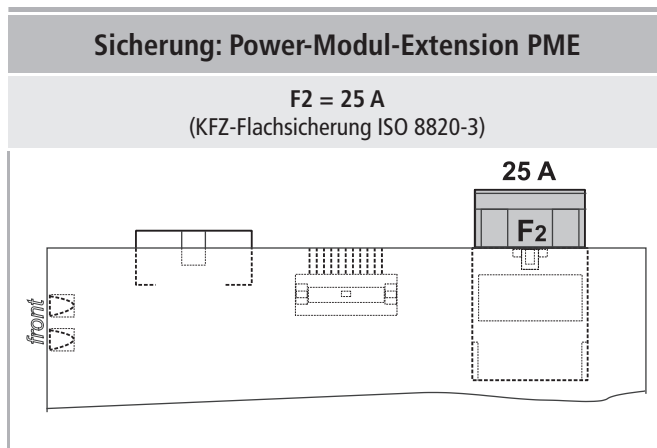 Sicherung: Power-Modul-Extension PME
F2 = 25 A
(KFZ-Flachsicherung ISO 8820-3)
25 A
F2
front